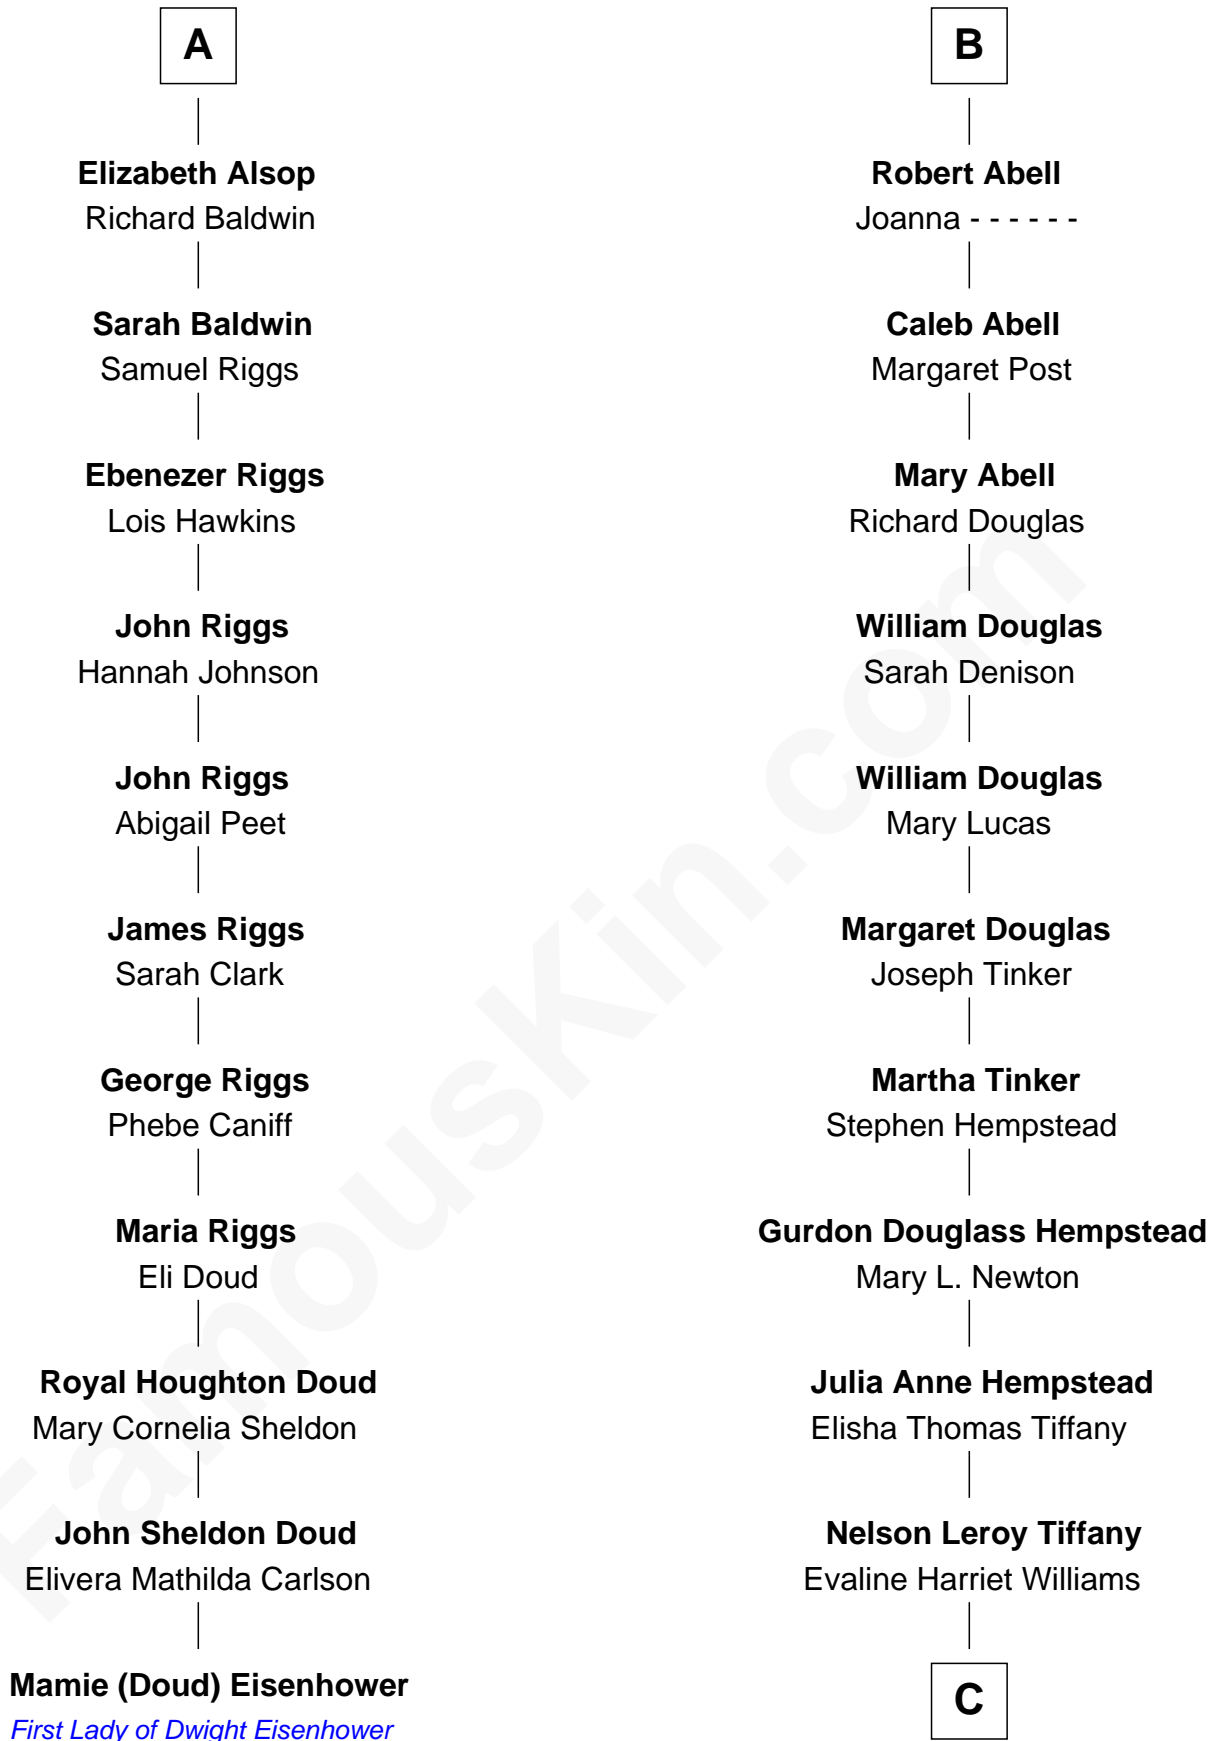 A
Elizabeth Alsop
Richard Baldwin
Sarah Baldwin
Samuel Riggs
Ebenezer Riggs
Lois Hawkins
John Riggs
Hannah Johnson
John Riggs
Abigail Peet
James Riggs
Sarah Clark
George Riggs
Phebe Caniff
Maria Riggs
Eli Doud
Royal Houghton Doud
Mary Cornelia Sheldon
John Sheldon Doud
Elivera Mathilda Carlson
Mamie (Doud) Eisenhower
First Lady of Dwight Eisenhower
B
Robert Abell
Joanna - - - - - -
Caleb Abell
Margaret Post
Mary Abell
Richard Douglas
William Douglas
Sarah Denison
William Douglas
Mary Lucas
Margaret Douglas
Joseph Tinker
Martha Tinker
Stephen Hempstead
Gurdon Douglass Hempstead
Mary L. Newton
Julia Anne Hempstead
Elisha Thomas Tiffany
Nelson Leroy Tiffany
Evaline Harriet Williams
C
FamousKin.com